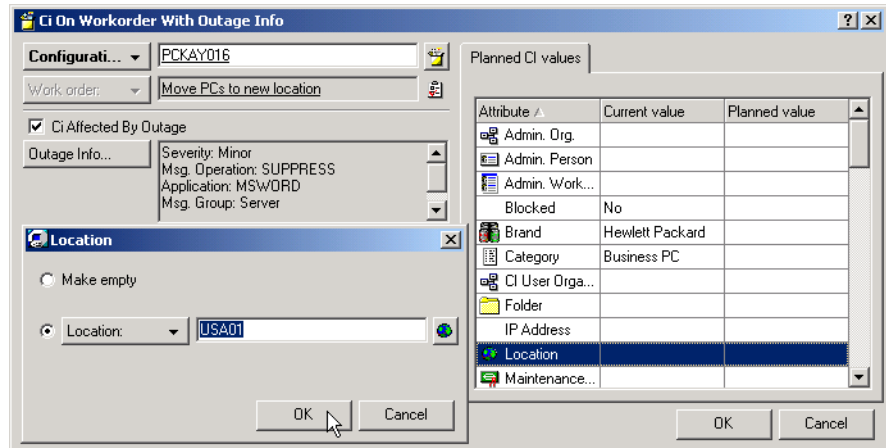 Ci On Workorder With Outage Info
Configurati... PCKAY016
Work order: Move PCs to new location
Ci Affected By Outage
Outage Info...
Severity: Minor
Msg. Operation: SUPPRESS
Application: MSWORD
Msg. Group: Server
Planned CI values
Attribute Current value Planned value
Admin. Org.
Admin. Person
Admin. Work...
Blocked No
Brand Hewlett Packard
Category Business PC
CI User Orga...
Folder
IP Address
Location
Maintenance...
OK Cancel
Location
Make empty
Location: USA01
OK Cancel